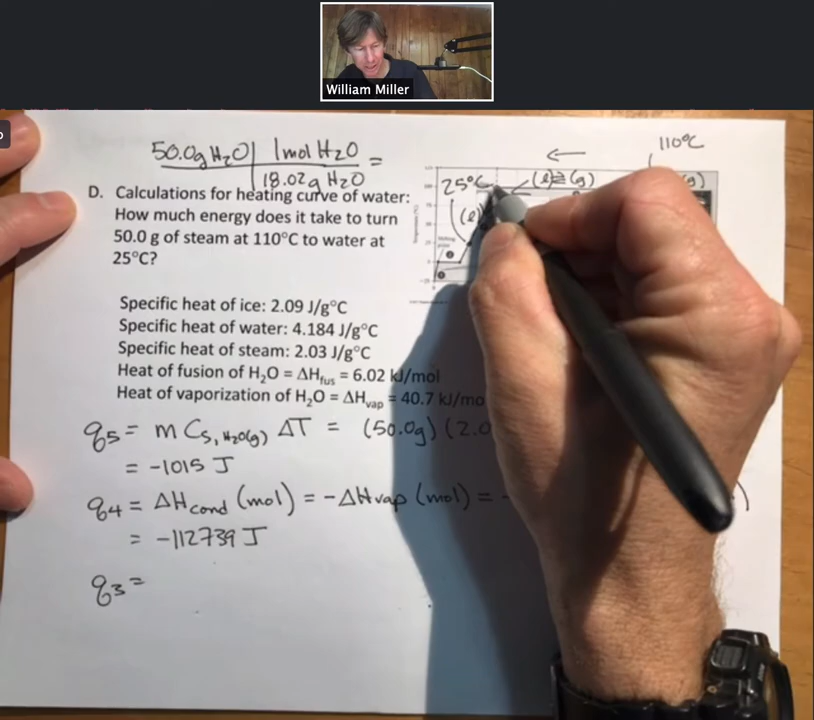 William Miller
50.0g H2O | 1mol H2O =
18.02g H2O
110°C
25°C
(l) ⇌ (g)
(g)
(l)
D. Calculations for heating curve of water:
How much energy does it take to turn
50.0 g of steam at 110°C to water at
25°C?
Specific heat of ice: 2.09 J/g°C
Specific heat of water: 4.184 J/g°C
Specific heat of steam: 2.03 J/g°C
Heat of fusion of H2O = ΔHfus = 6.02 kJ/mol
Heat of vaporization of H2O = ΔHvap = 40.7 kJ/mo
q5 = m Cs, H2O(g) ΔT = (50.0g)(2.0
= -1015 J
q4 = ΔHcond (mol) = -ΔHvap (mol) = -
)
= -112739 J
q3 =